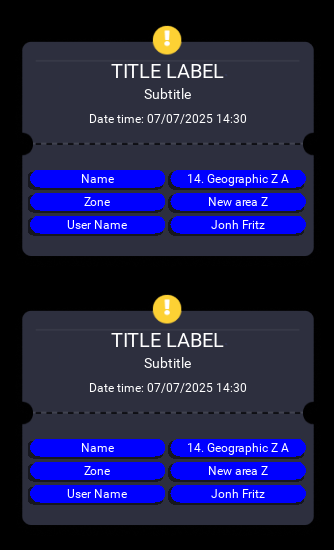 !
TITLE LABEL
Subtitle
Date time: 07/07/2025 14:30
Name 14. Geographic Z A
Zone New area Z
User Name Jonh Fritz
!
TITLE LABEL
Subtitle
Date time: 07/07/2025 14:30
Name 14. Geographic Z A
Zone New area Z
User Name Jonh Fritz